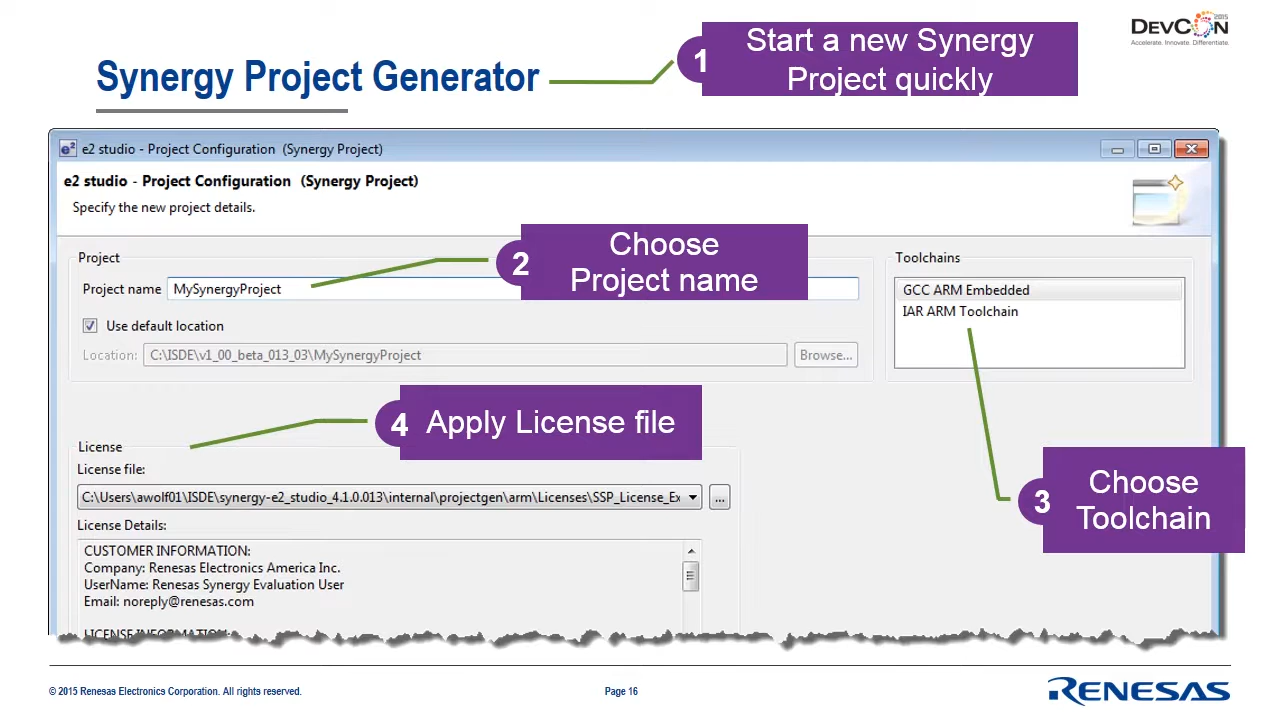 DevCon 2015
Accelerate. Innovate. Differentiate.
1 Start a new Synergy
Project quickly
Synergy Project Generator
e² e2 studio - Project Configuration (Synergy Project)
e2 studio - Project Configuration (Synergy Project)
Specify the new project details.
Project
2 Choose
Project name
Project name MySynergyProject
Use default location
Location: C:\ISDE\v1_00_beta_013_03\MySynergyProject Browse...
Toolchains
GCC ARM Embedded
IAR ARM Toolchain
3 Choose
Toolchain
4 Apply License file
License
License file:
C:\Users\awolf01\ISDE\synergy-e2_studio_4.1.0.013\internal\projectgen\arm\Licenses\SSP_License_Ex ...
License Details:
CUSTOMER INFORMATION:
Company: Renesas Electronics America Inc.
UserName: Renesas Synergy Evaluation User
Email: noreply@renesas.com
LICENSE INFORMATION:
© 2015 Renesas Electronics Corporation. All rights reserved.
Page 16
RENESAS